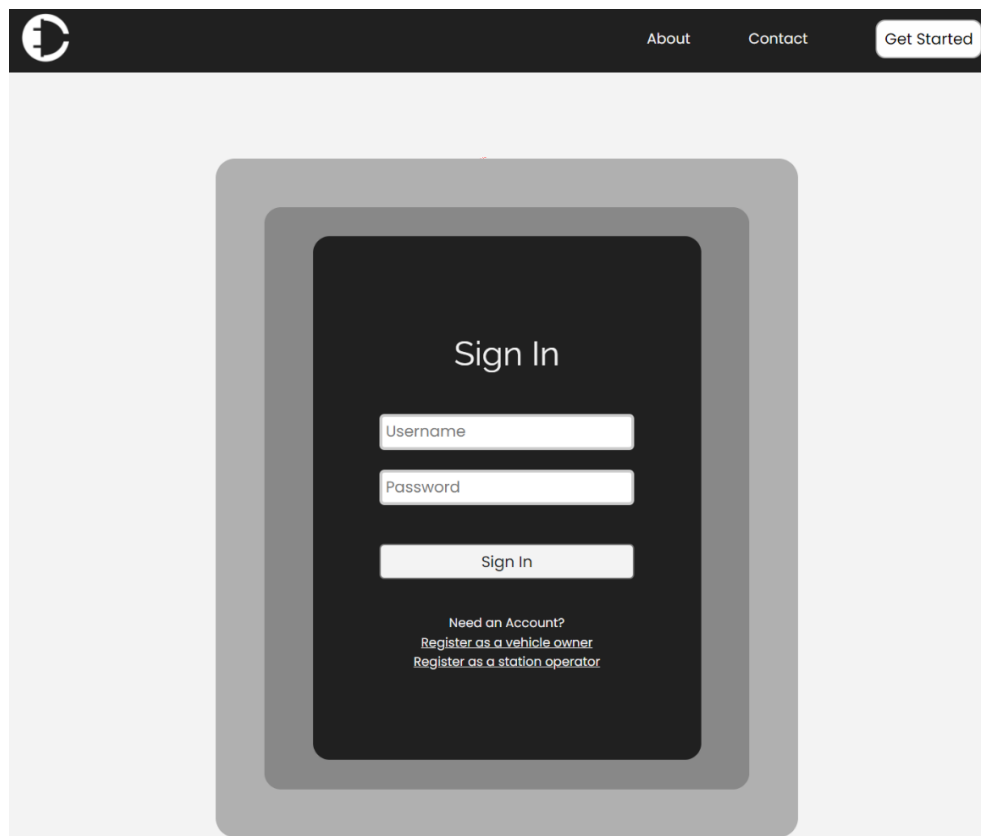 About Contact Get Started
Sign In
Username
Password
Sign In
Need an Account?
Register as a vehicle owner
Register as a station operator